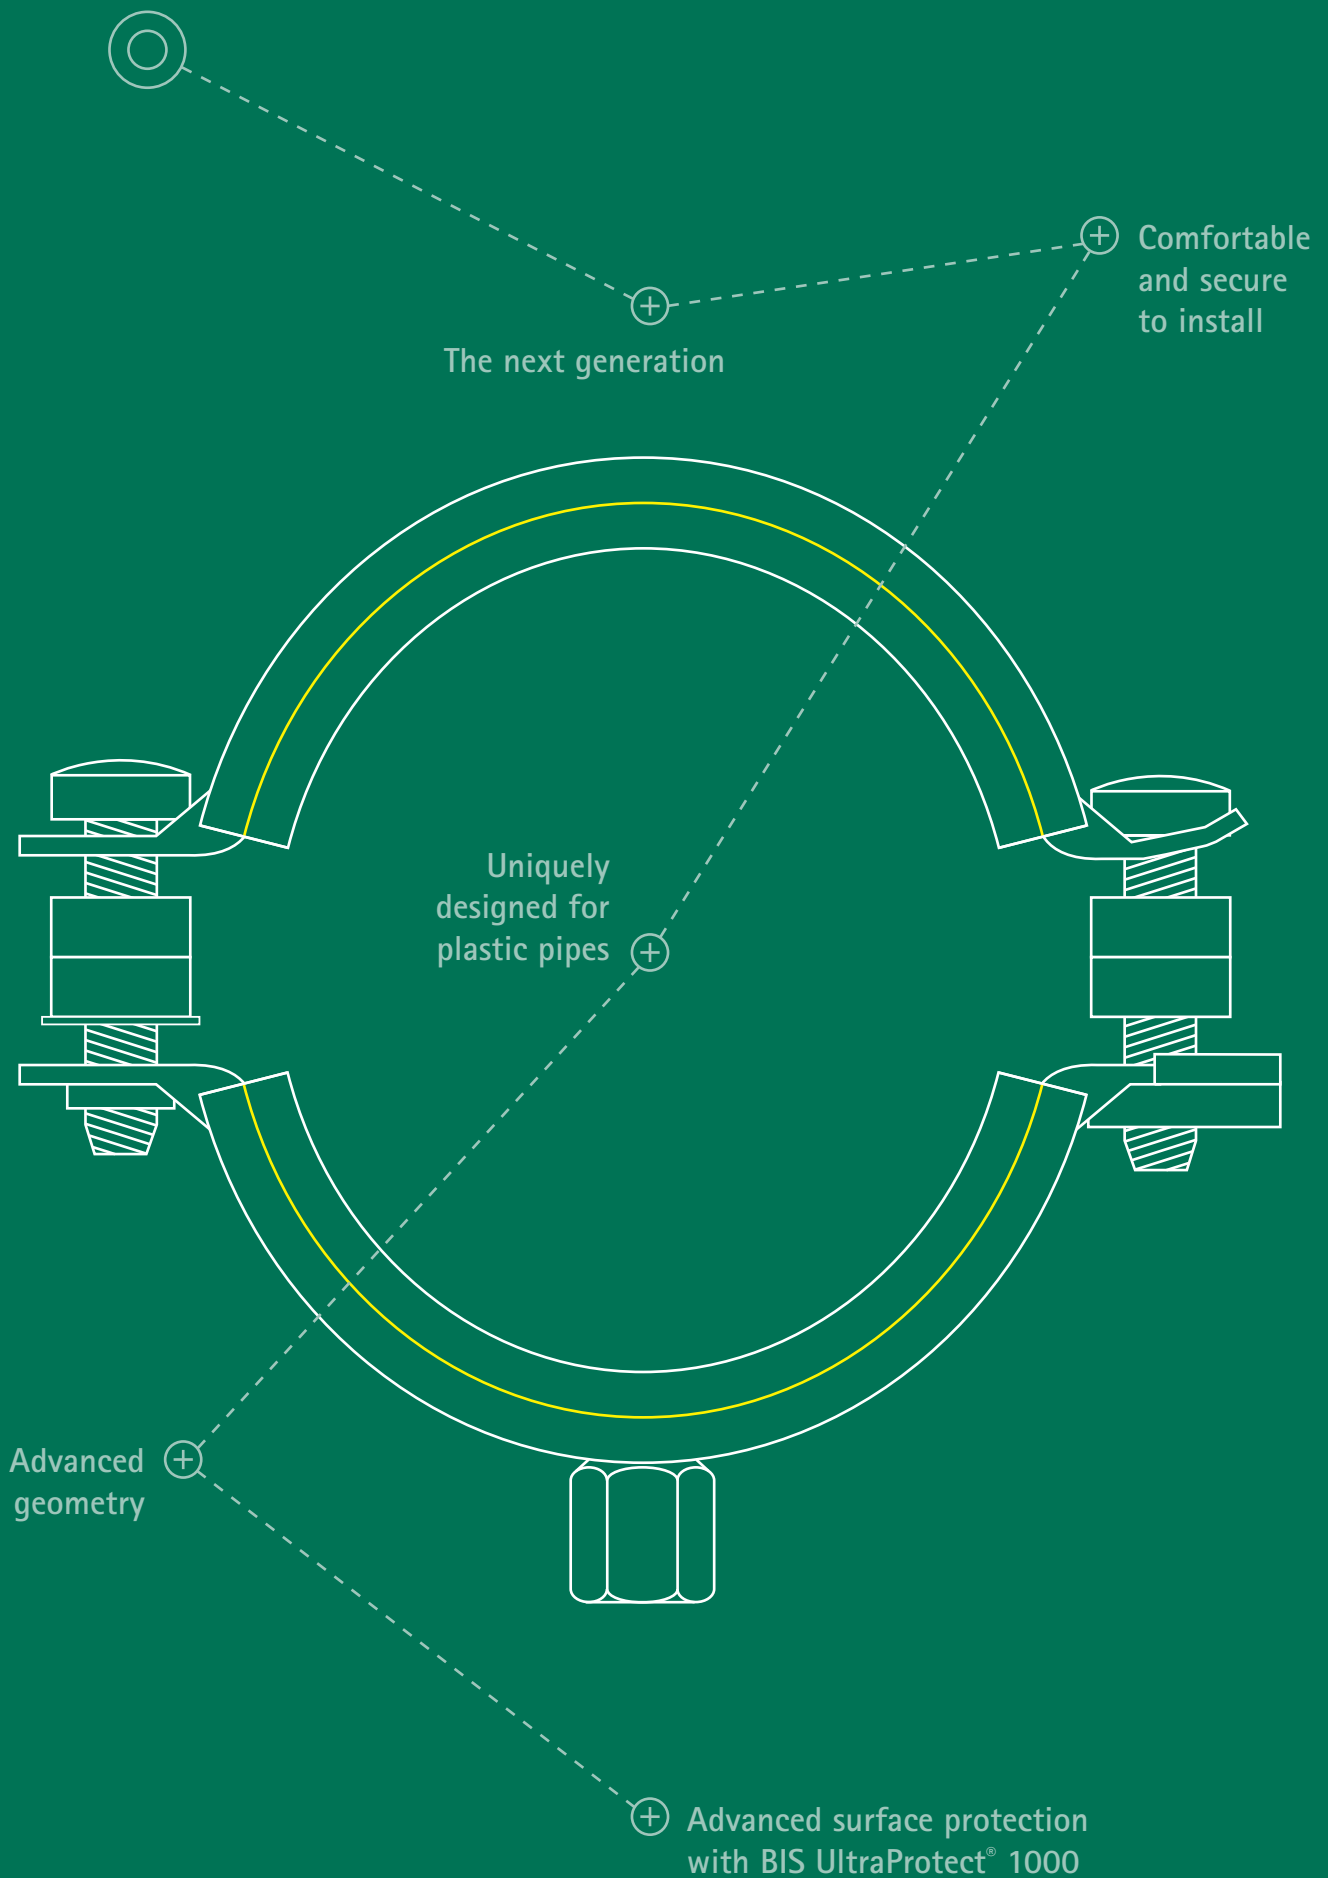 Comfortable
and secure
to install
The next generation
Uniquely
designed for
plastic pipes
Advanced
geometry
Advanced surface protection
with BIS UltraProtect® 1000